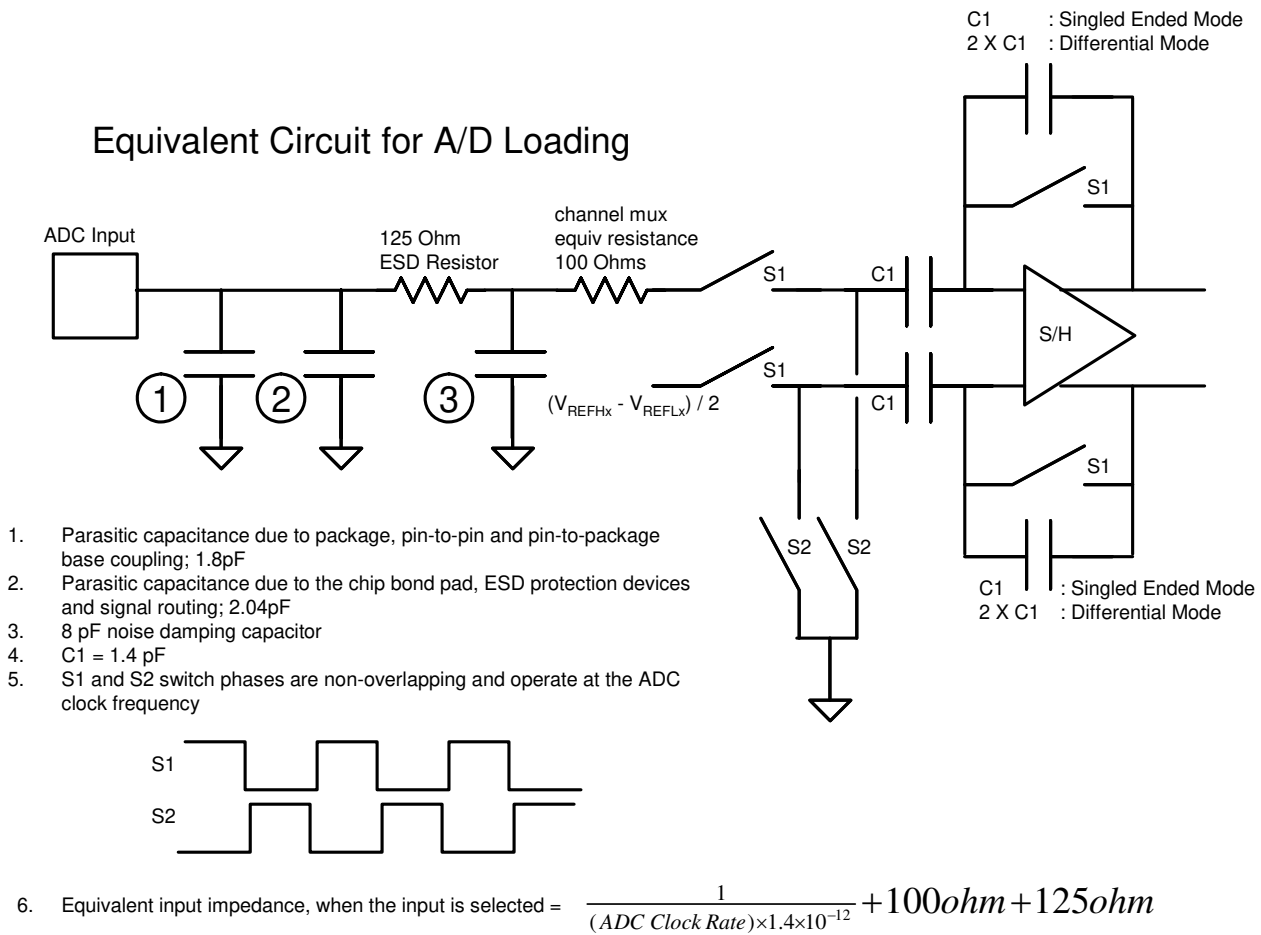 C1 : Singled Ended Mode
2 X C1 : Differential Mode
Equivalent Circuit for A/D Loading
S1
ADC Input
125 Ohm
ESD Resistor
channel mux
equiv resistance
100 Ohms
S1
C1
S/H
1
2
3
S1
(VREFHx - VREFLx) / 2
C1
S1
S2
S2
C1 : Singled Ended Mode
2 X C1 : Differential Mode
1. Parasitic capacitance due to package, pin-to-pin and pin-to-package
base coupling; 1.8pF
2. Parasitic capacitance due to the chip bond pad, ESD protection devices
and signal routing; 2.04pF
3. 8 pF noise damping capacitor
4. C1 = 1.4 pF
5. S1 and S2 switch phases are non-overlapping and operate at the ADC
clock frequency
S1
S2
6. Equivalent input impedance, when the input is selected = 1 / (ADC Clock Rate)×1.4×10⁻¹² +100ohm+125ohm